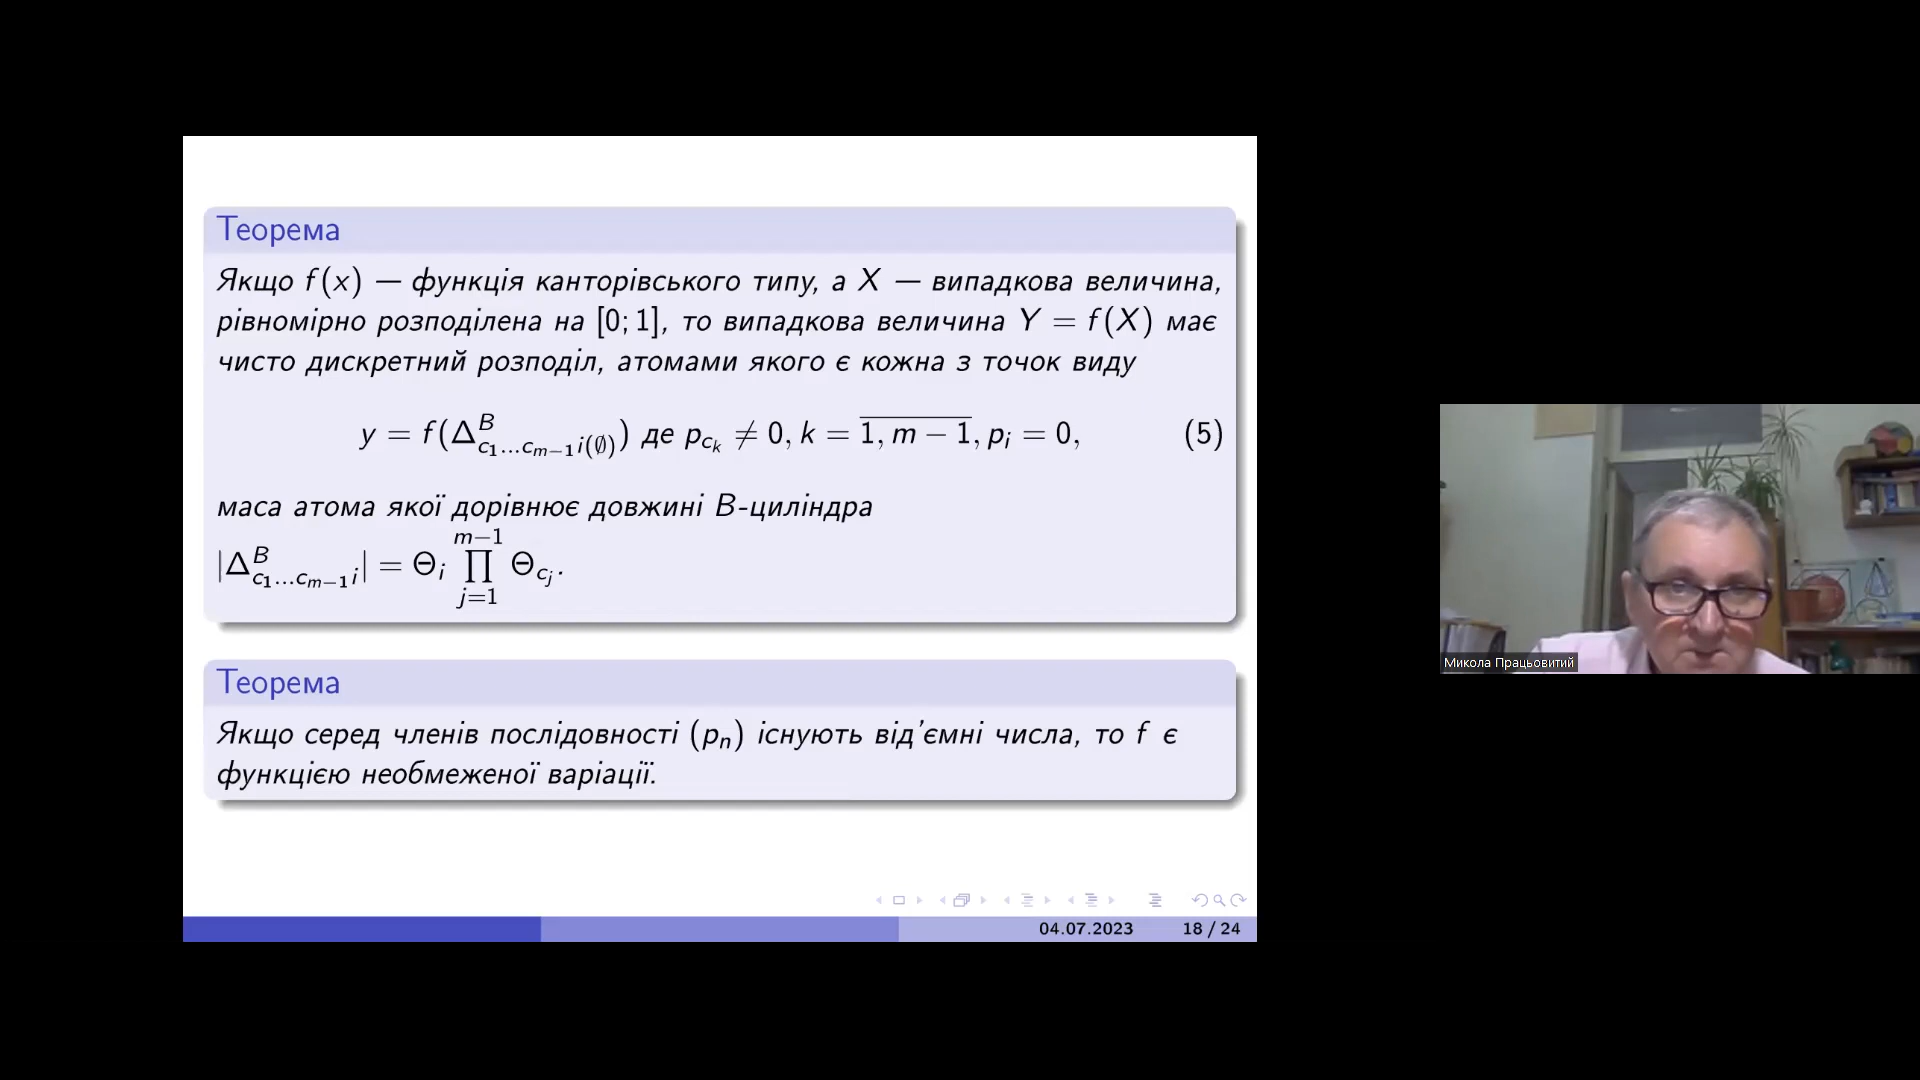 Теорема
Якщо f(x) — функція канторівського типу, а X — випадкова величина,
рівномірно розподілена на [0; 1], то випадкова величина Y = f(X) має
чисто дискретний розподіл, атомами якого є кожна з точок виду
y = f(Δ^B_{c₁…c_{m−1}i(∅)}) де p_{c_k} ≠ 0, k = \overline{1, m − 1}, p_i = 0, (5)
маса атома якої дорівнює довжині B-циліндра
|Δ^B_{c₁…c_{m−1}i}| = Θ_i ∏_{j=1}^{m−1} Θ_{c_j}.
Теорема
Якщо серед членів послідовності (p_n) існують від'ємні числа, то f є
функцією необмеженої варіації.
04.07.2023 18 / 24
Микола Працьовитий